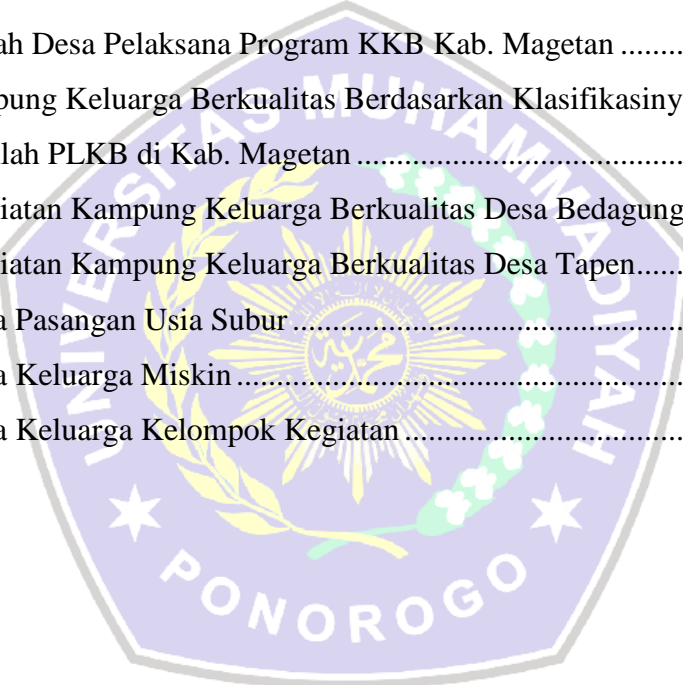 ah Desa Pelaksana Program KKB Kab. Magetan ........
pung Keluarga Berkualitas Berdasarkan Klasifikasiny
lah PLKB di Kab. Magetan .......................................
iatan Kampung Keluarga Berkualitas Desa Bedagung
iatan Kampung Keluarga Berkualitas Desa Tapen......
a Pasangan Usia Subur ...............................................
a Keluarga Miskin ......................................................
a Keluarga Kelompok Kegiatan ..................................
UNIVERSITAS MUHAMMADIYAH
PONOROGO
محمد